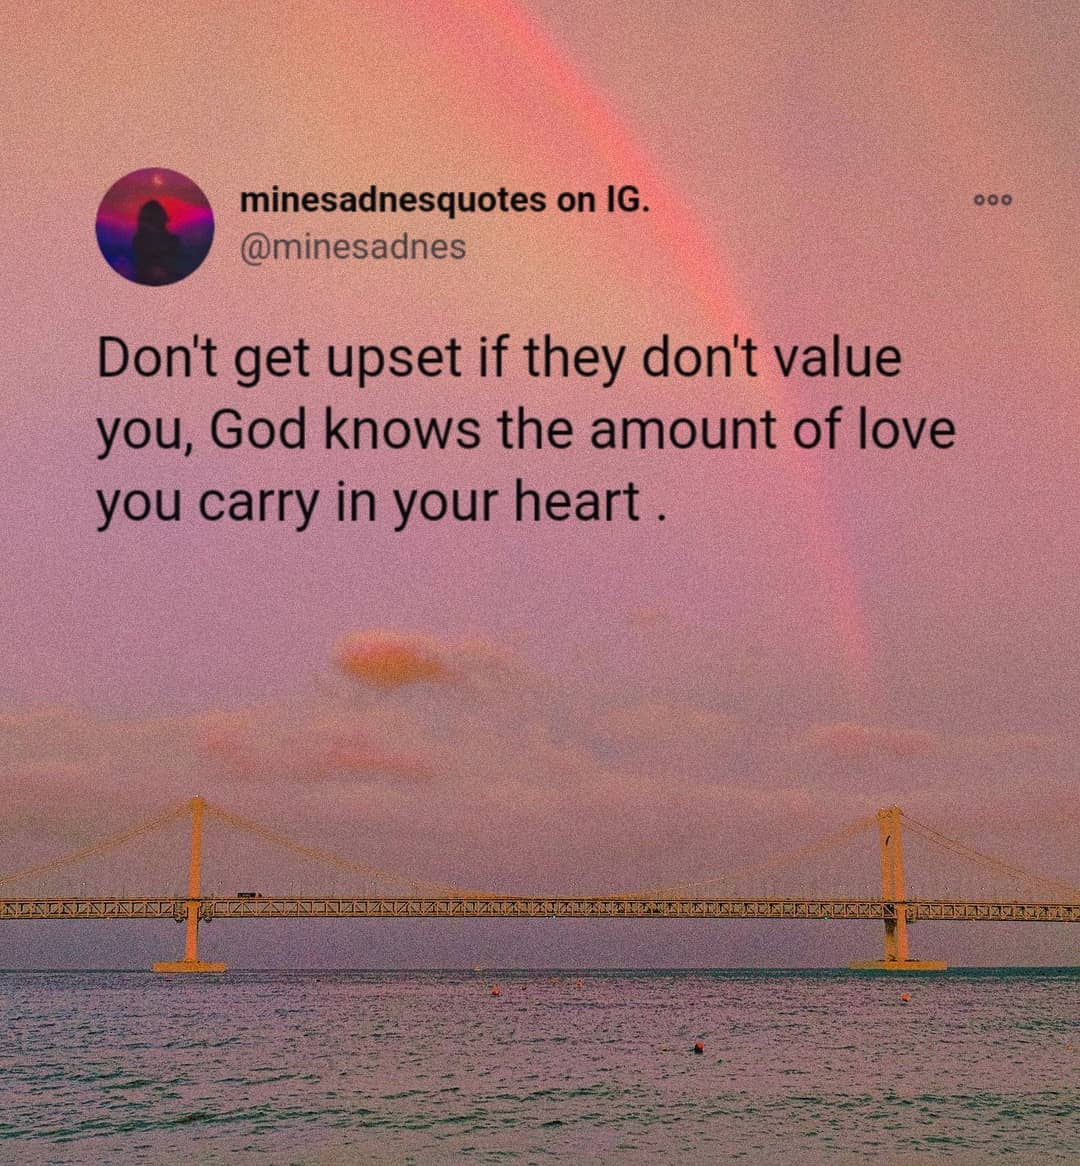 minesadnesquotes on IG.
@minesadnes
Don't get upset if they don't value
you, God knows the amount of love
you carry in your heart .